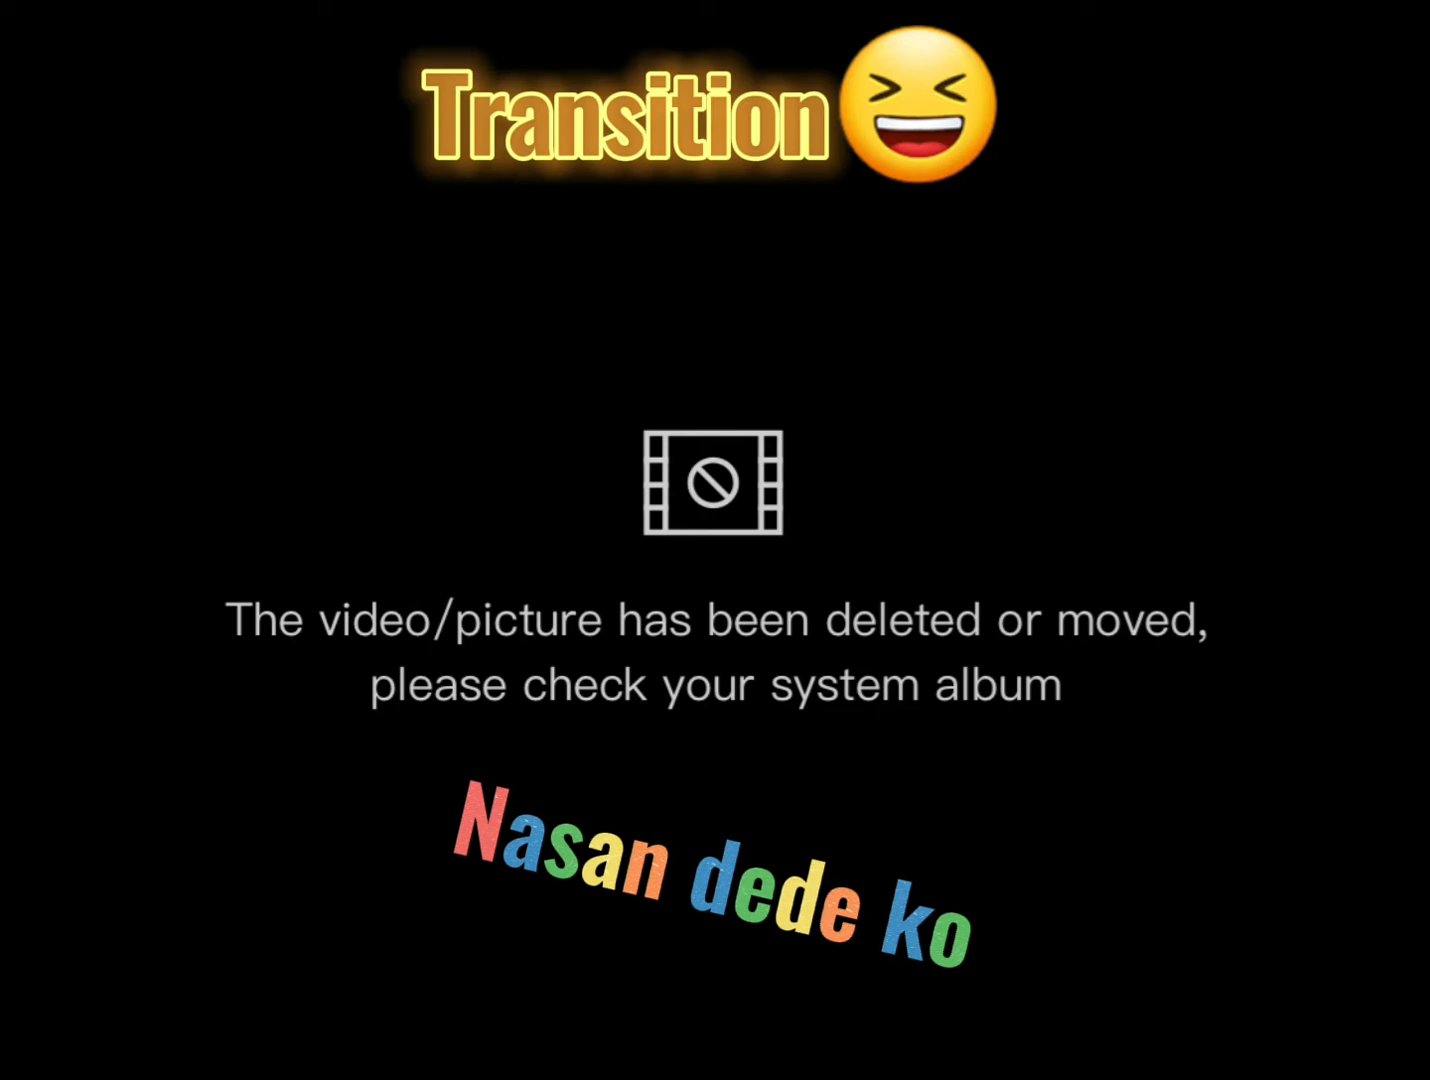 Transition😆
The video/picture has been deleted or moved,
please check your system album
Nasan dede ko